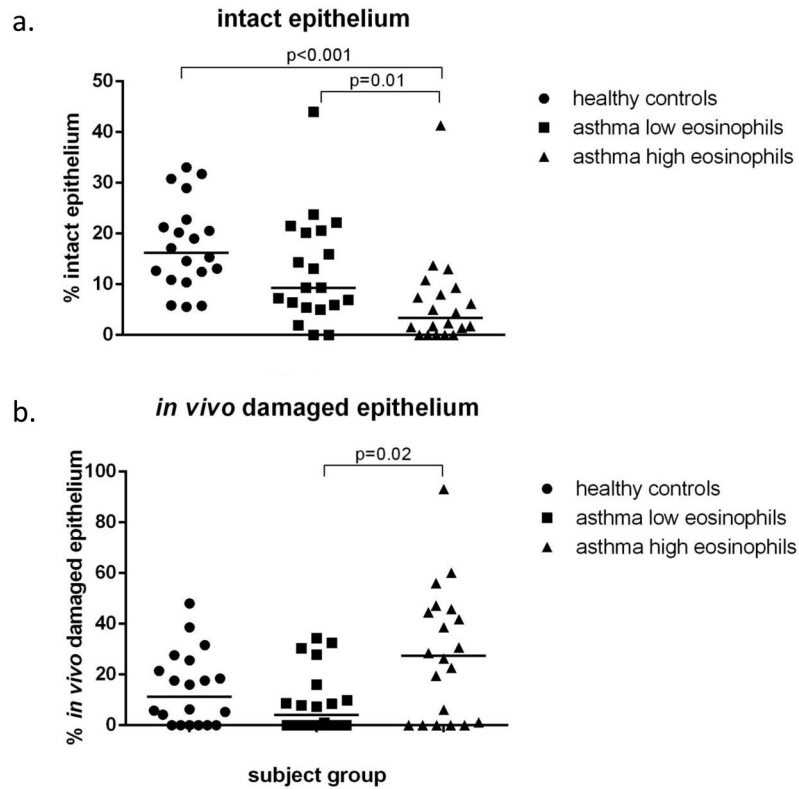 a.
intact epithelium
p<0.001
p=0.01
% intact epithelium
50
40
30
20
10
0
healthy controls
asthma low eosinophils
asthma high eosinophils
b.
in vivo damaged epithelium
p=0.02
% in vivo damaged epithelium
100
80
60
40
20
0
healthy controls
asthma low eosinophils
asthma high eosinophils
subject group